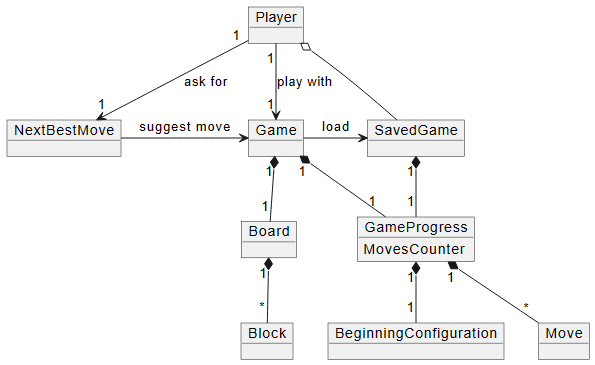 Player
1
1
ask for
play with
1
1
NextBestMove
suggest move
Game
load
SavedGame
1
1
1
1
1
1
Board
GameProgress
MovesCounter
1
1
1
*
1
*
Block
BeginningConfiguration
Move